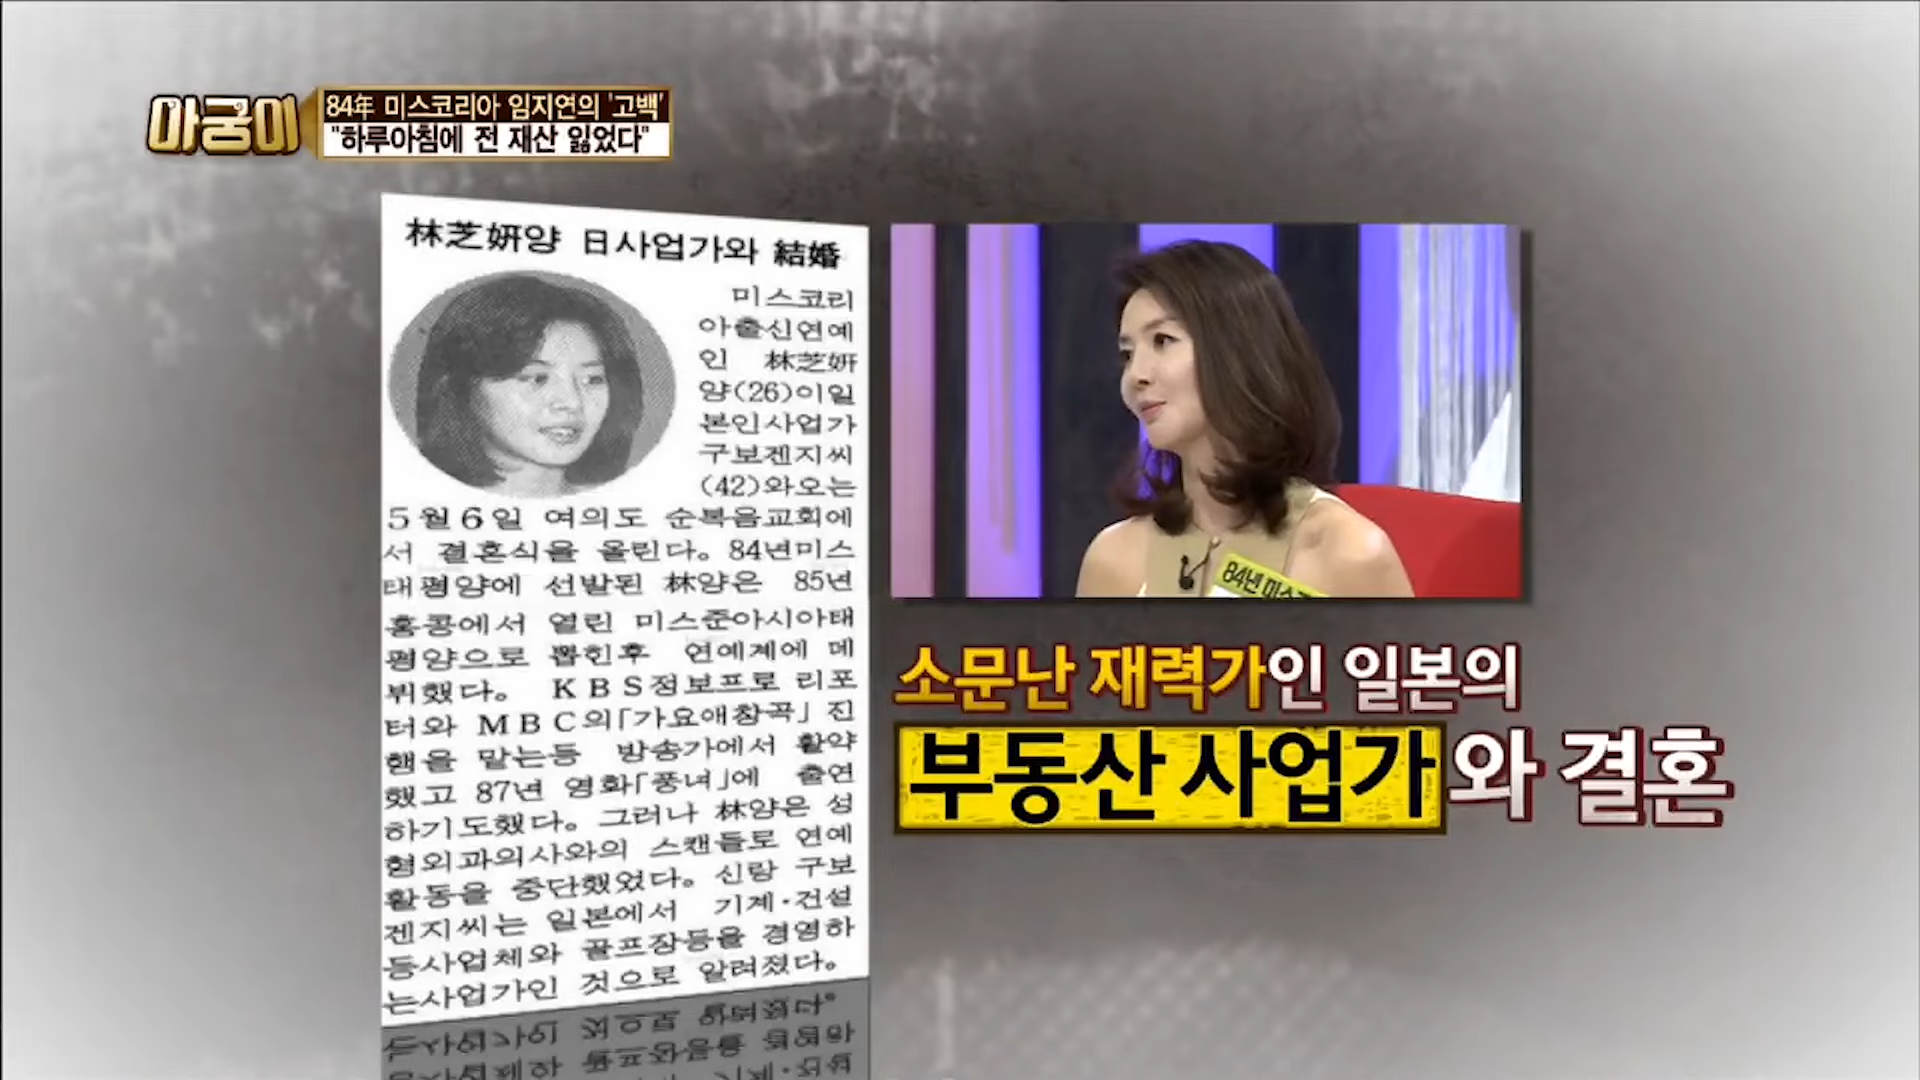 아궁이
84年 미스코리아 임지연의 '고백'
"하루아침에 전 재산 잃었다"
林芝姸양 日사업가와 結婚
미스코리
아출신연예
인 林芝姸
양(26)이일
본인사업가
구보겐지씨
(42)와오는
5월6일 여의도 순복음교회에
서 결혼식을 올린다。84년미스
태평양에 선발된 林양은 85년
홍콩에서 열린 미스준아시아태
평양으로 뽑힌후 연예계에 데
뷔했다。 KBS정보프로 리포
터와 MBC의「가요애창곡」진
행을 맡는등 방송가에서 활약
했고 87년 영화「풍녀」에 출연
하기도했다。그러나 林양은 성
형외과의사와의 스캔들로 연예
활동을 중단했었다。신랑 구보
겐지씨는 일본에서 기계·건설
등사업체와 골프장등을 경영하
는사업가인 것으로 알려졌다。
84년 미스
소문난 재력가인 일본의
부동산 사업가와 결혼